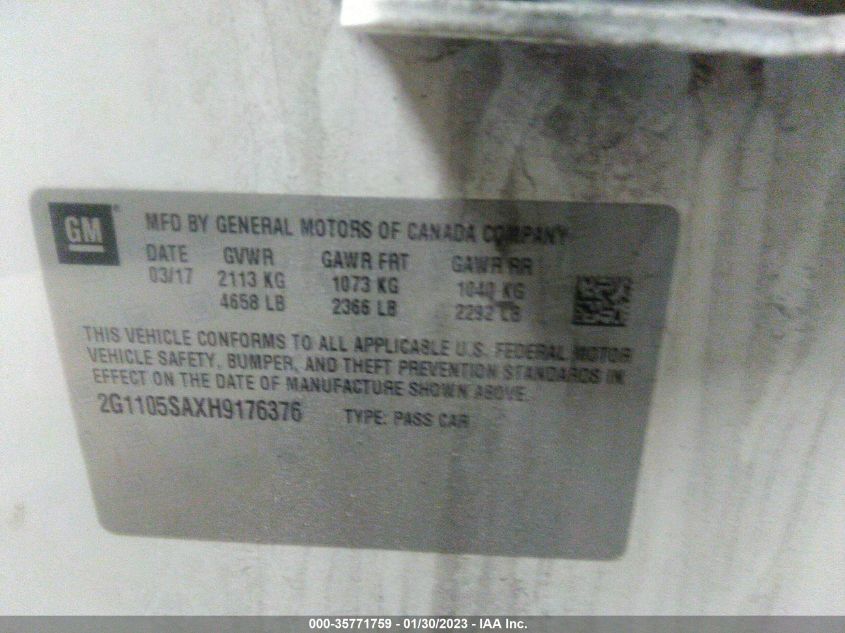 GM®
MFD BY GENERAL MOTORS OF CANADA COMPANY
DATE GVWR GAWR FRT GAWR RR
03/17 2113 KG 1073 KG 1040 KG
4658 LB 2366 LB 2292 LB
THIS VEHICLE CONFORMS TO ALL APPLICABLE U.S. FEDERAL MOTOR
VEHICLE SAFETY, BUMPER, AND THEFT PREVENTION STANDARDS IN
EFFECT ON THE DATE OF MANUFACTURE SHOWN ABOVE.
2G1105SAXH9176376 TYPE: PASS CAR
000-35771759 - 01/30/2023 - IAA Inc.